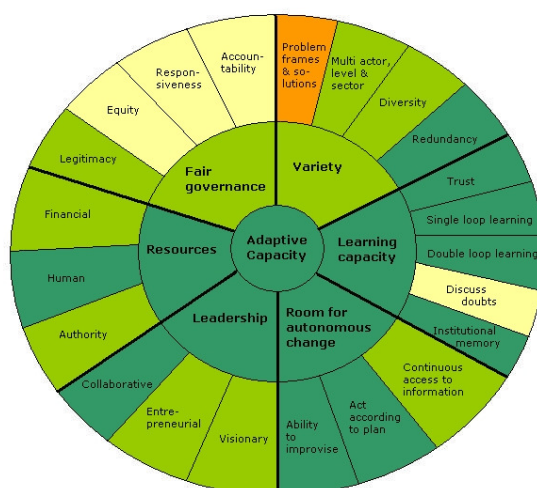 Problem
frames
& so-
lutions
Multi actor,
level &
sector
Diversity
Redundancy
Trust
Single loop learning
Double loop learning
Discuss
doubts
Institutional
memory
Continuous
access to
information
Act
according
to plan
Ability
to
improvise
Visionary
Entre-
preneurial
Collaborative
Authority
Human
Financial
Legitimacy
Equity
Respon-
siveness
Accoun-
tability
Variety
Learning
capacity
Room for
autonomous
change
Leadership
Resources
Fair
governance
Adaptive
Capacity